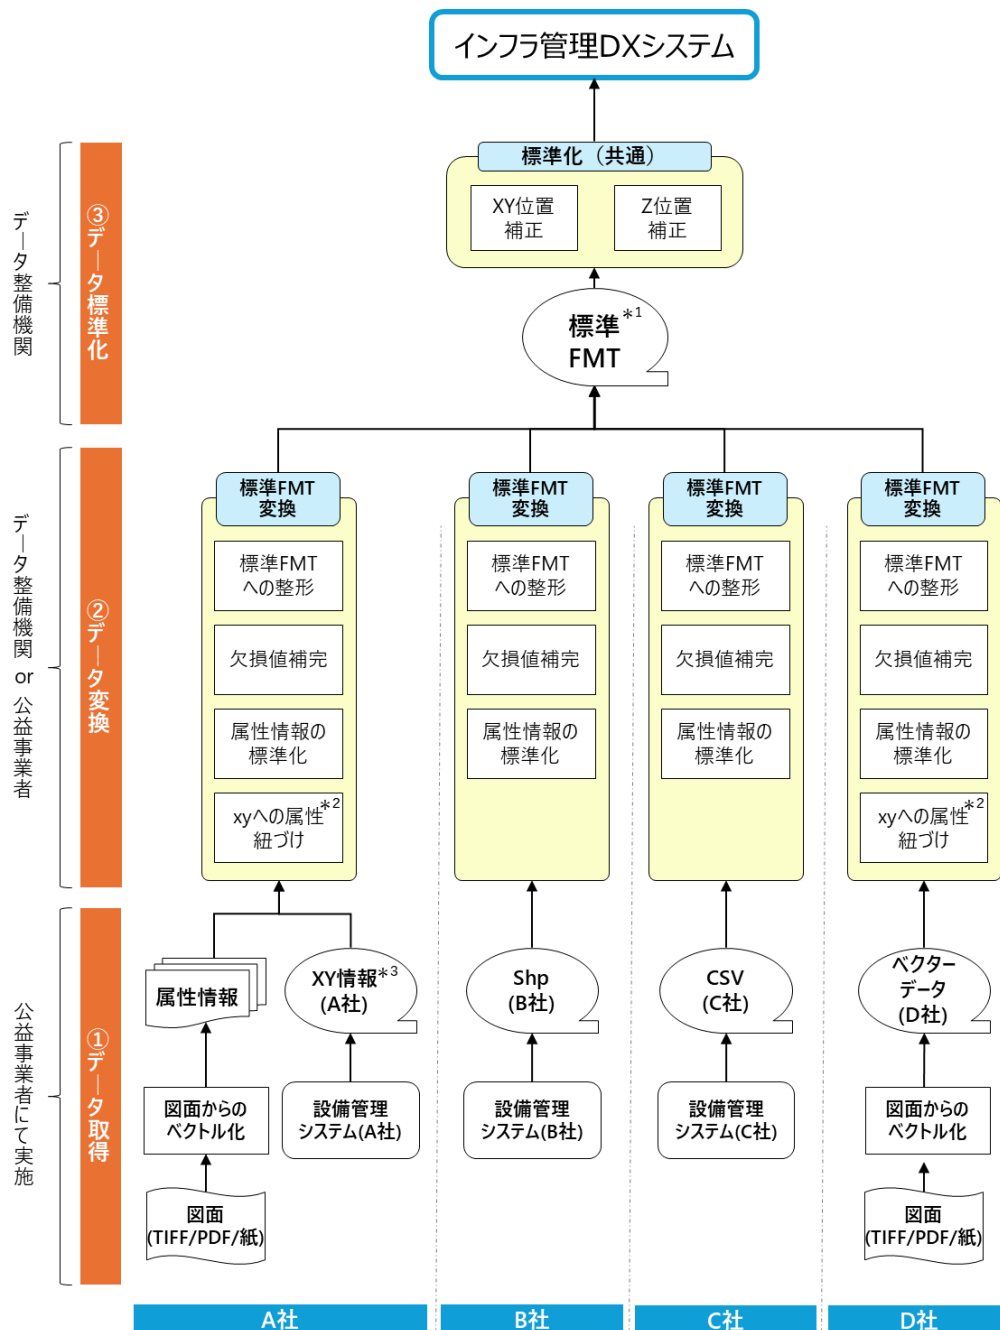 インフラ管理DXシステム
標準化（共通）
XY位置
補正
Z位置
補正
標準*1
FMT
③データ標準化
データ整備機関
標準FMT
変換
標準FMT
への整形
欠損値補完
属性情報の
標準化
xyへの属性*2
紐づけ
標準FMT
変換
標準FMT
への整形
欠損値補完
属性情報の
標準化
標準FMT
変換
標準FMT
への整形
欠損値補完
属性情報の
標準化
標準FMT
変換
標準FMT
への整形
欠損値補完
属性情報の
標準化
xyへの属性*2
紐づけ
②データ変換
データ整備機関 or 公益事業者
属性情報
XY情報*3
(A社)
Shp
(B社)
CSV
(C社)
ベクター
データ
(D社)
図面からの
ベクトル化
設備管理
システム(A社)
設備管理
システム(B社)
設備管理
システム(C社)
図面からの
ベクトル化
図面
(TIFF/PDF/紙)
図面
(TIFF/PDF/紙)
①データ取得
公益事業者にて実施
A社
B社
C社
D社